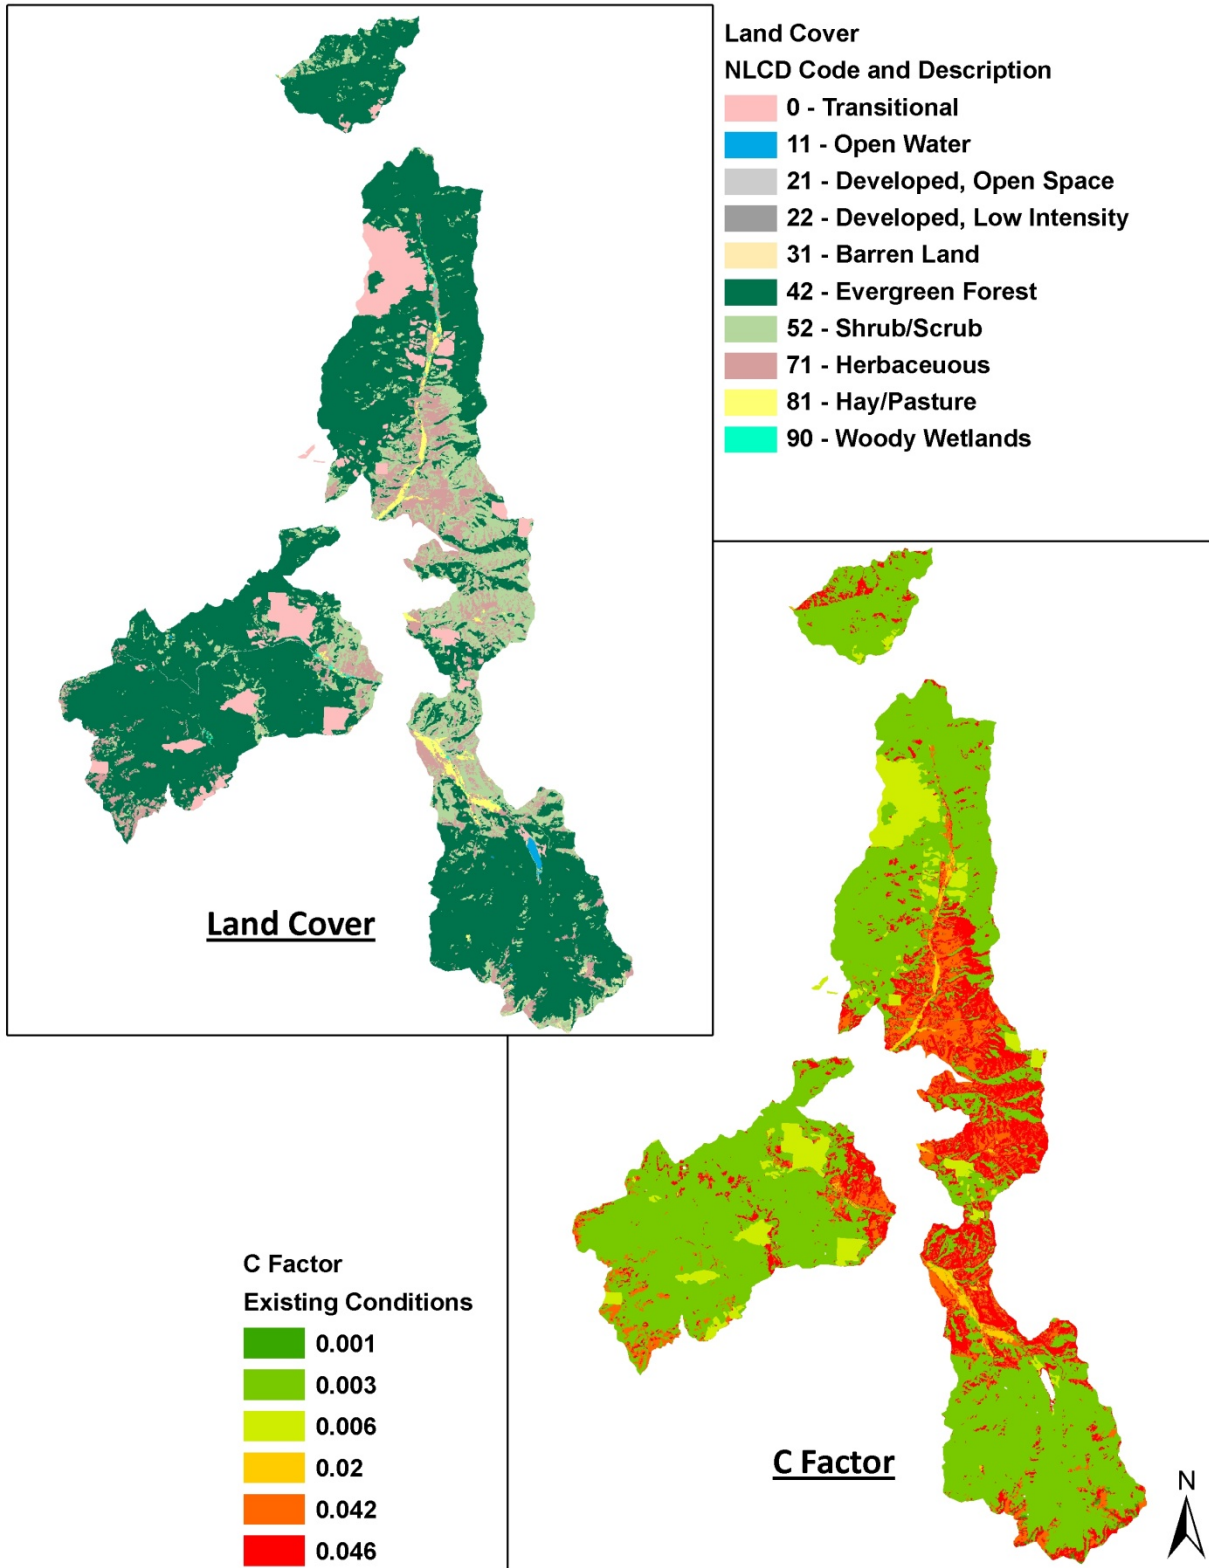 Land Cover
NLCD Code and Description
0 - Transitional
11 - Open Water
21 - Developed, Open Space
22 - Developed, Low Intensity
31 - Barren Land
42 - Evergreen Forest
52 - Shrub/Scrub
71 - Herbaceuous
81 - Hay/Pasture
90 - Woody Wetlands
Land Cover
C Factor
Existing Conditions
0.001
0.003
0.006
0.02
0.042
0.046
C Factor
N